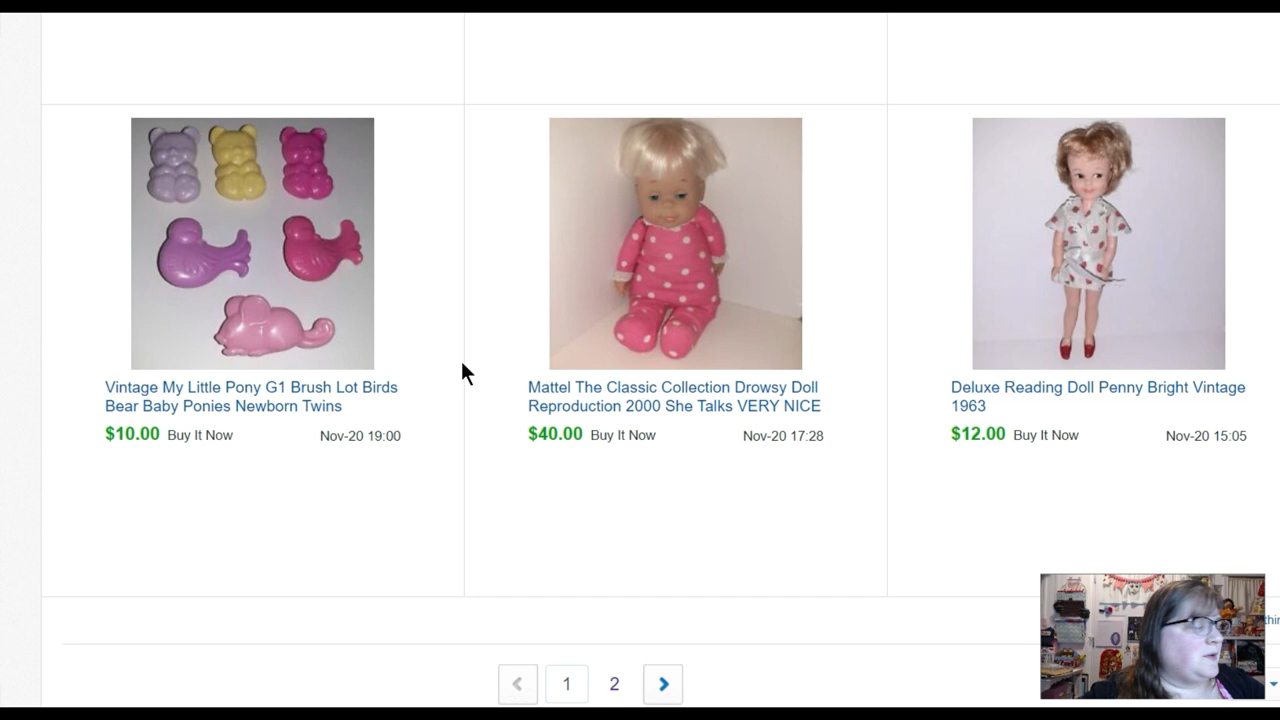 Vintage My Little Pony G1 Brush Lot Birds
Bear Baby Ponies Newborn Twins
$10.00 Buy It Now Nov-20 19:00
Mattel The Classic Collection Drowsy Doll
Reproduction 2000 She Talks VERY NICE
$40.00 Buy It Now Nov-20 17:28
Deluxe Reading Doll Penny Bright Vintage
1963
$12.00 Buy It Now Nov-20 15:05
1 2